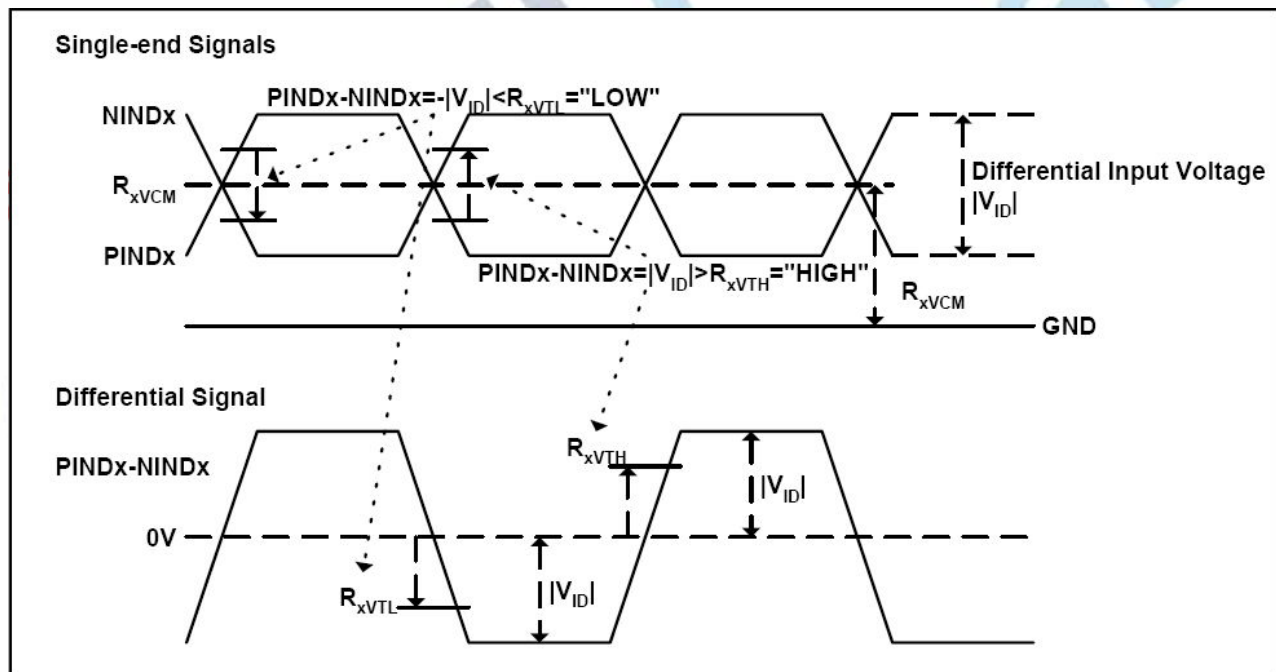 Single-end Signals
PINDx-NINDx=-|VID|<RxVTL="LOW"
NINDx
RxVCM
Differential Input Voltage
|VID|
PINDx
PINDx-NINDx=|VID|>RxVTH="HIGH"
RxVCM
GND
Differential Signal
RxVTH
PINDx-NINDx
|VID|
0V
RxVTL
|VID|